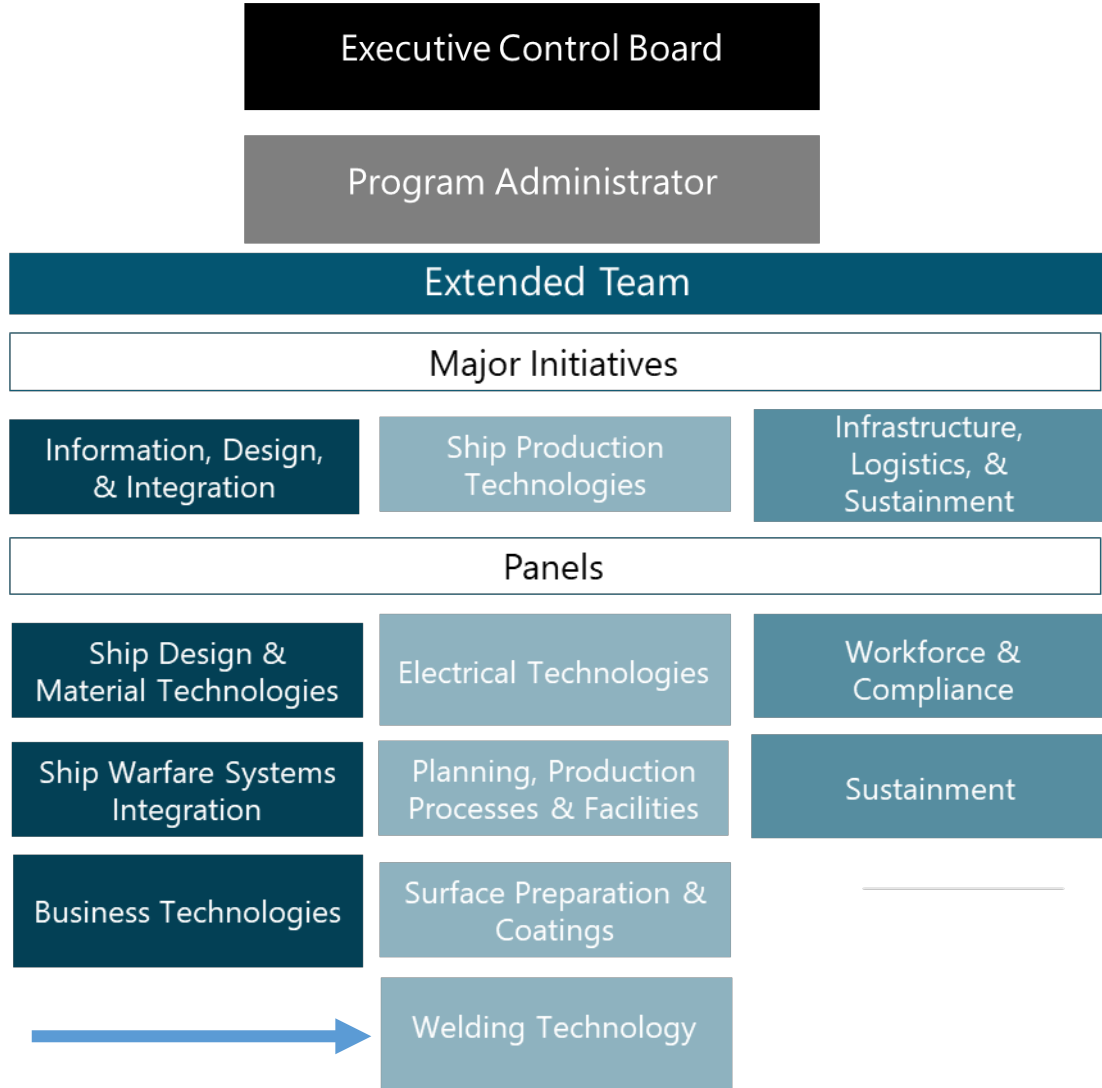 Executive Control Board
Program Administrator
Extended Team
Major Initiatives
Information, Design,
& Integration
Ship Production
Technologies
Infrastructure,
Logistics, &
Sustainment
Panels
Ship Design &
Material Technologies
Electrical Technologies
Workforce &
Compliance
Ship Warfare Systems
Integration
Planning, Production
Processes & Facilities
Sustainment
Business Technologies
Surface Preparation &
Coatings
Welding Technology